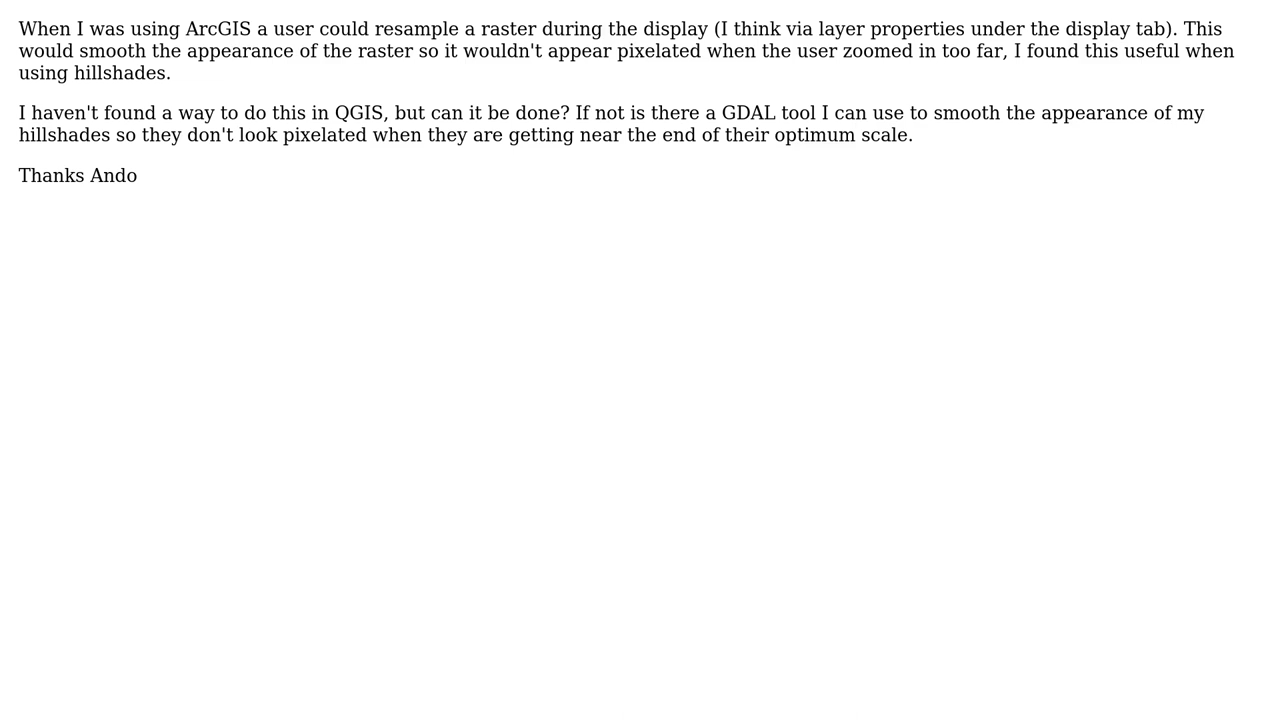 When I was using ArcGIS a user could resample a raster during the display (I think via layer properties under the display tab). This
would smooth the appearance of the raster so it wouldn't appear pixelated when the user zoomed in too far, I found this useful when
using hillshades.
I haven't found a way to do this in QGIS, but can it be done? If not is there a GDAL tool I can use to smooth the appearance of my
hillshades so they don't look pixelated when they are getting near the end of their optimum scale.
Thanks Ando